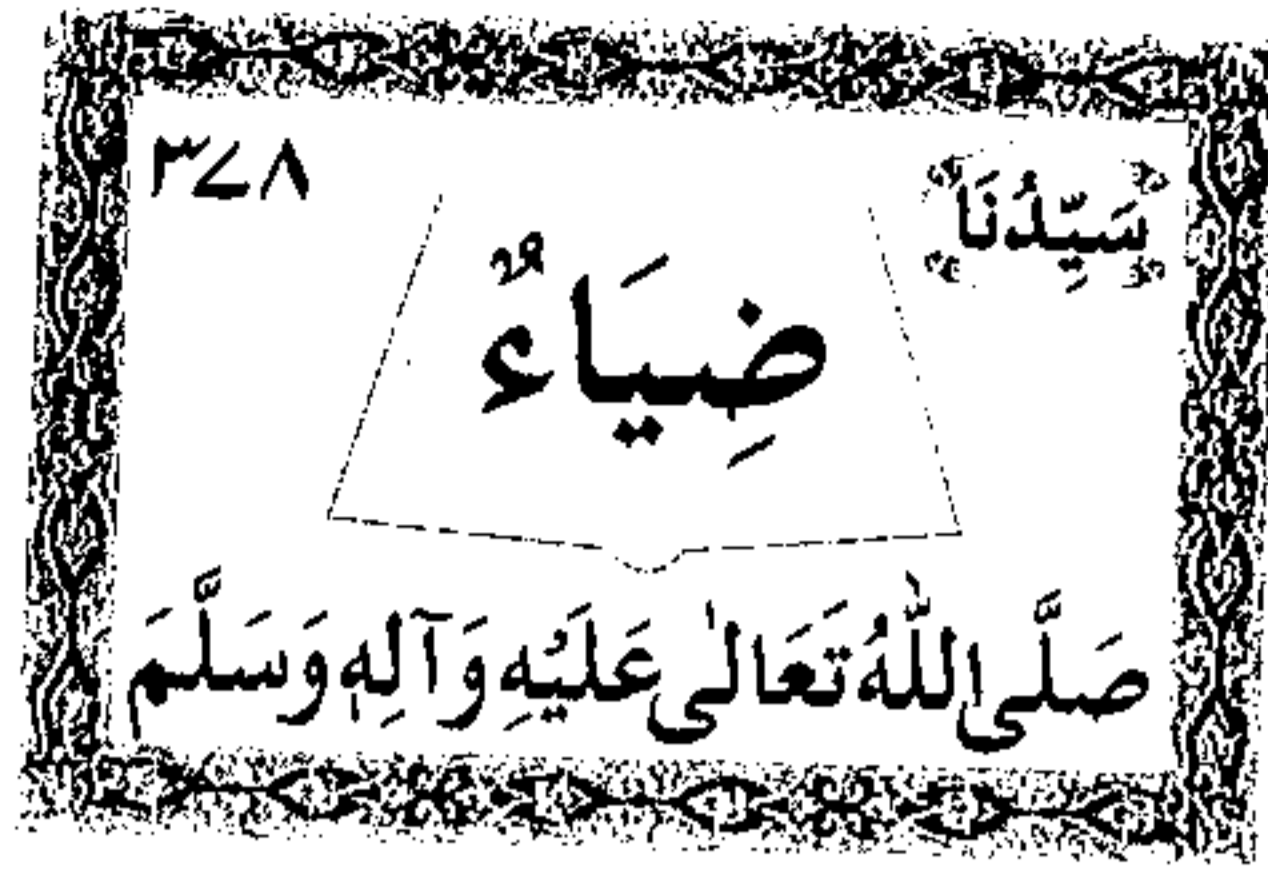 سَيِّدُنَا
۳۷۸
ضِيَاءٌ
صَلَّى اللّٰهُ تَعَالٰى عَلَيْهِ وَآلِهٖ وَسَلَّمَ